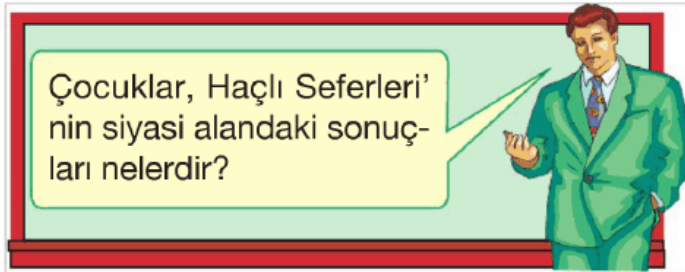 Çocuklar, Haçlı Seferleri'
nin siyasi alandaki sonuç-
ları nelerdir?